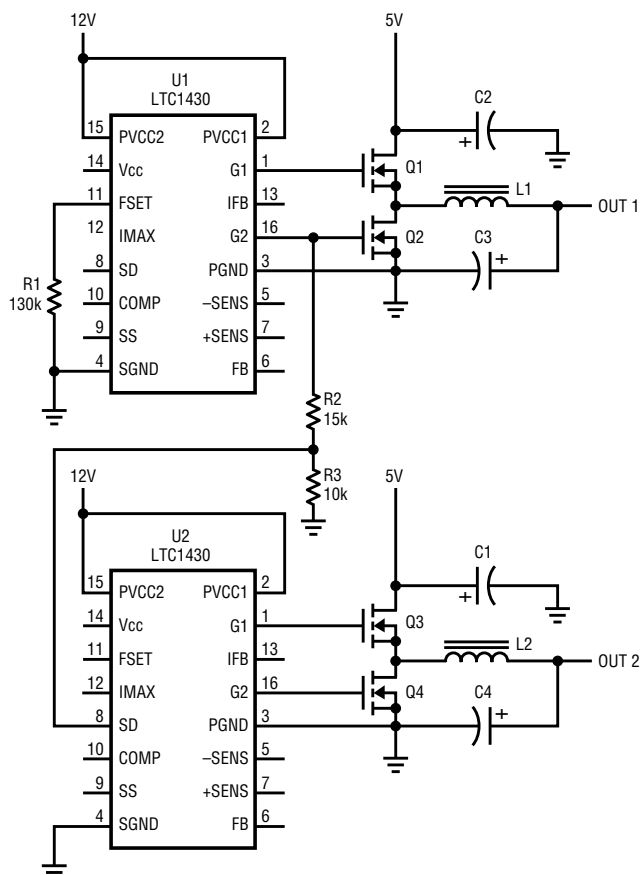 12V
5V
U1
LTC1430
C2
+
15 PVCC2 PVCC1 2
14 Vcc G1 1
Q1
11 FSET IFB 13
L1
OUT 1
12 IMAX G2 16
Q2
C3
+
8 SD PGND 3
R1
130k
10 COMP –SENS 5
9 SS +SENS 7
4 SGND FB 6
R2
15k
12V
R3
10k
5V
U2
LTC1430
C1
+
15 PVCC2 PVCC1 2
14 Vcc G1 1
Q3
11 FSET IFB 13
L2
OUT 2
12 IMAX G2 16
Q4
C4
+
8 SD PGND 3
10 COMP –SENS 5
9 SS +SENS 7
4 SGND FB 6